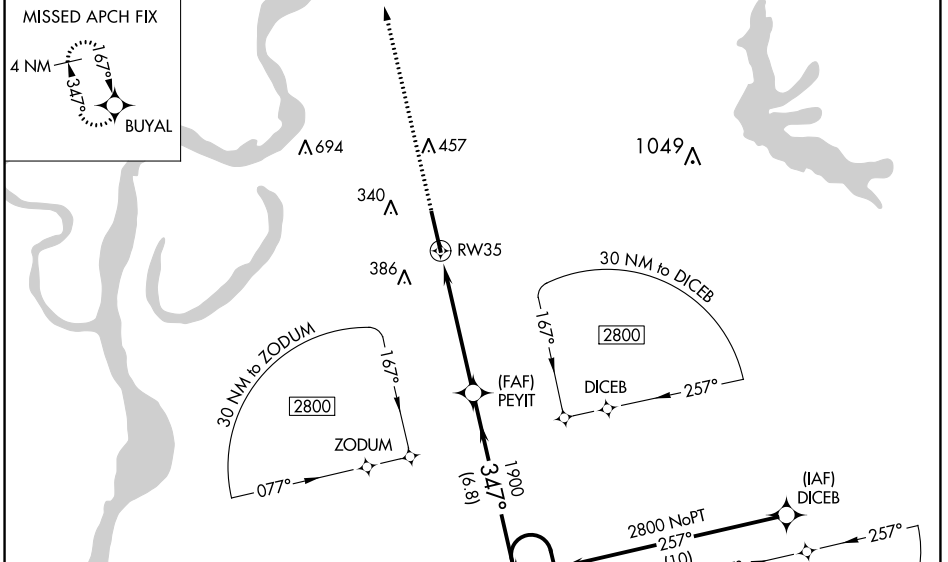 MISSED APCH FIX
4 NM
167°
347°
BUYAL
694
457
1049
340
RW35
386
30 NM to DICEB
167°
2800
DICEB
257°
30 NM to ZODUM
167°
2800
ZODUM
077°
(FAF)
PEYIT
1900
347°
(6.8)
(IAF)
DICEB
2800 NoPT
257°
(10)
257°